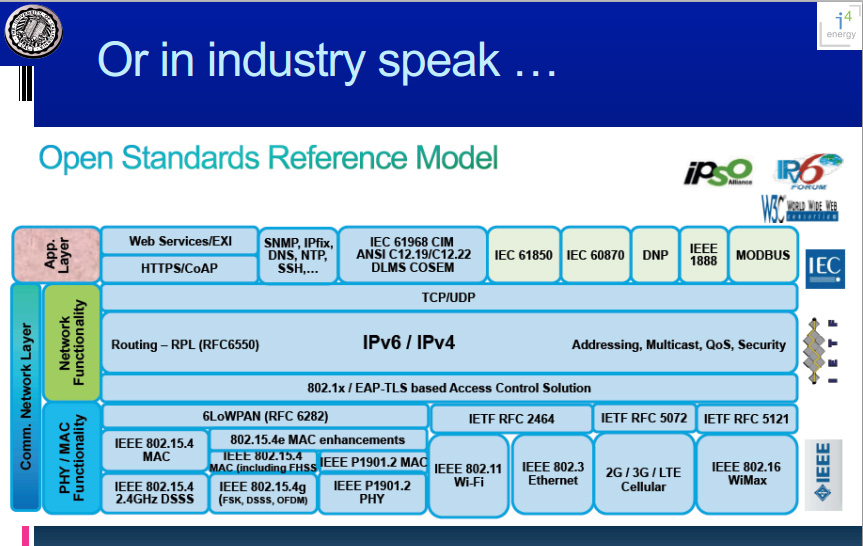 Or in industry speak …
i4
energy
Open Standards Reference Model
iPSO
Alliance
IPV6
FORUM
W3C WORLD WIDE WEB
consortium
App.
Layer
Web Services/EXI
HTTPS/CoAP
SNMP, IPfix,
DNS, NTP,
SSH,...
IEC 61968 CIM
ANSI C12.19/C12.22
DLMS COSEM
IEC 61850
IEC 60870
DNP
IEEE
1888
MODBUS
IEC
Comm. Network Layer
Network
Functionality
TCP/UDP
Routing – RPL (RFC6550)
IPv6 / IPv4
Addressing, Multicast, QoS, Security
802.1x / EAP-TLS based Access Control Solution
IETF
PHY / MAC
Functionality
6LoWPAN (RFC 6282)
IETF RFC 2464
IETF RFC 5072
IETF RFC 5121
IEEE 802.15.4
MAC
802.15.4e MAC enhancements
IEEE 802.15.4
MAC (including FHSS
IEEE P1901.2 MAC
IEEE 802.15.4
2.4GHz DSSS
IEEE 802.15.4g
(FSK, DSSS, OFDM)
IEEE P1901.2
PHY
IEEE 802.11
Wi-Fi
IEEE 802.3
Ethernet
2G / 3G / LTE
Cellular
IEEE 802.16
WiMax
IEEE